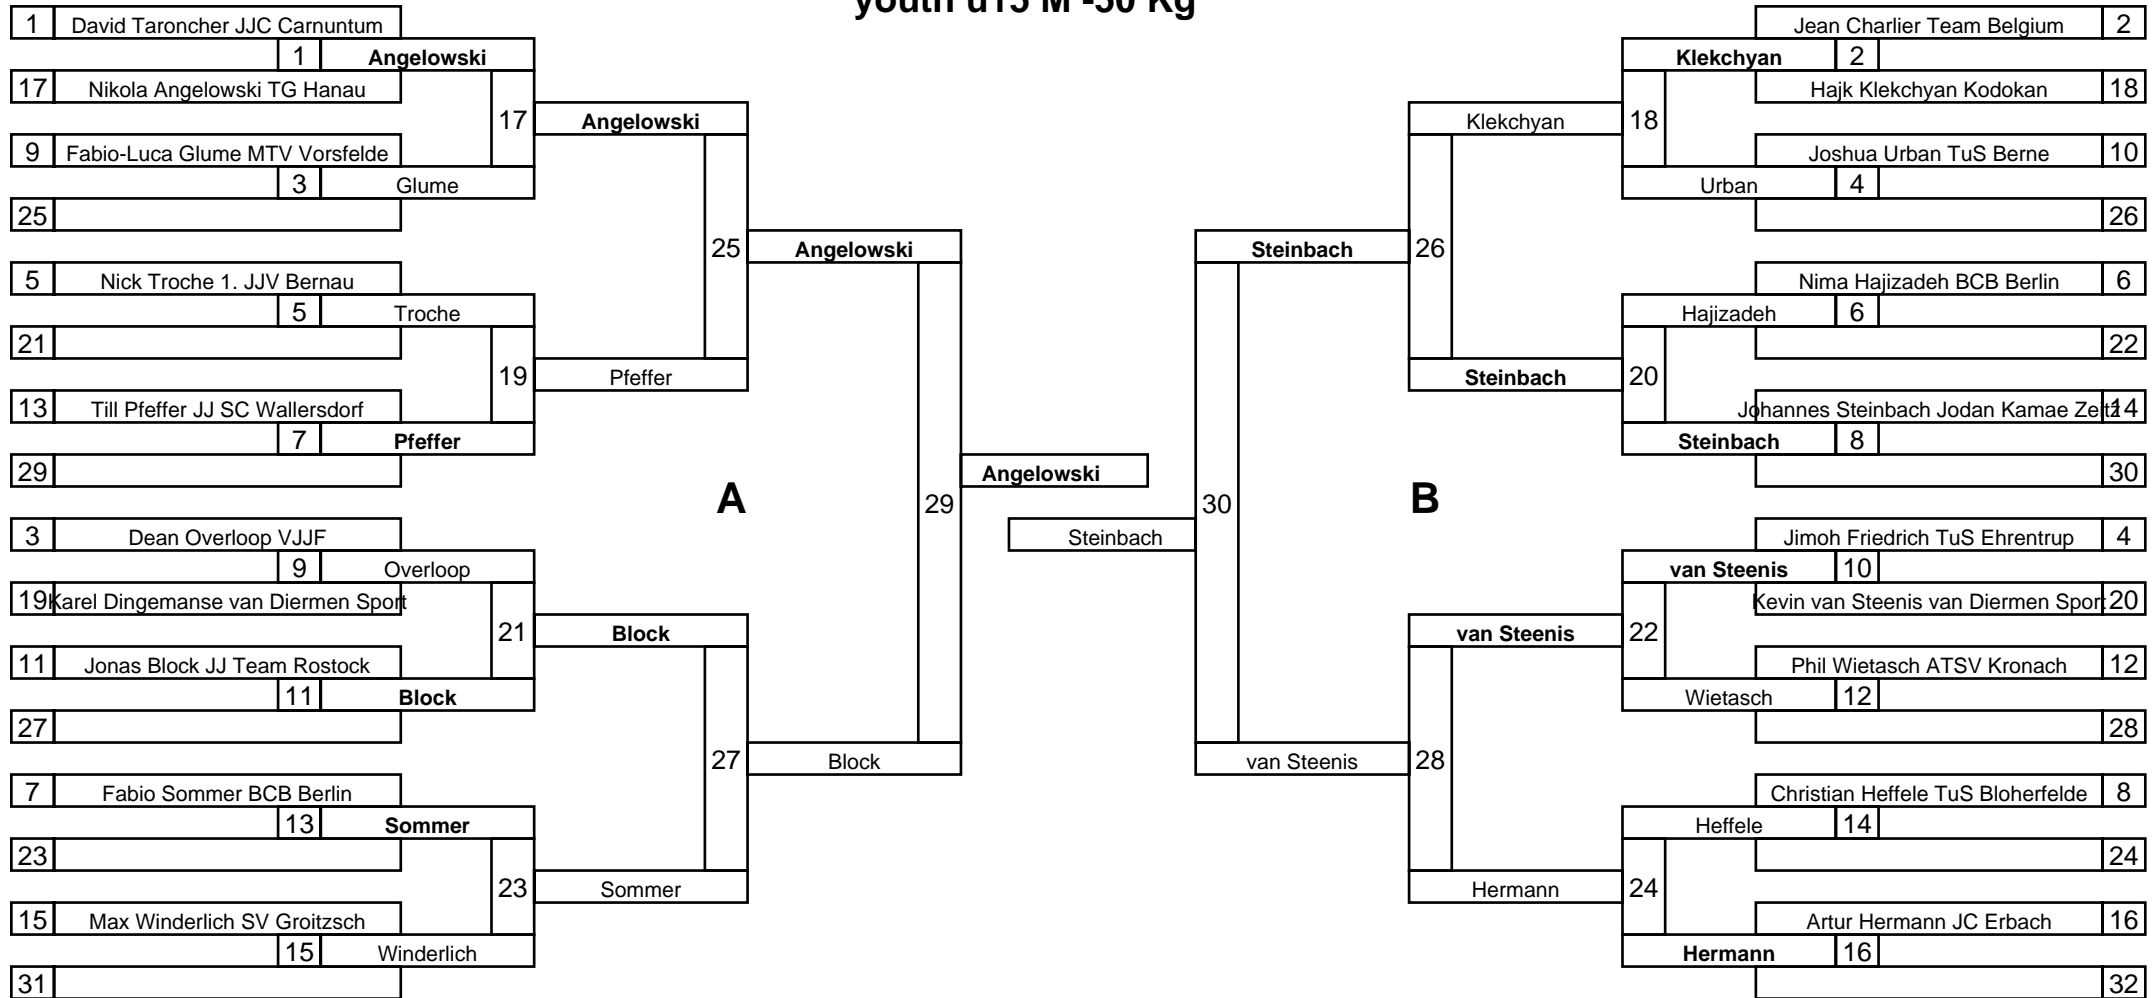 youth u15 M -50 Kg
1 David Taroncher JJC Carnuntum
1 Angelowski
17 Nikola Angelowski TG Hanau
17 Angelowski
9 Fabio-Luca Glume MTV Vorsfelde
3 Glume
25
25 Angelowski
5 Nick Troche 1. JJV Bernau
5 Troche
21
19 Pfeffer
13 Till Pfeffer JJ SC Wallersdorf
7 Pfeffer
29
A
29 Angelowski
3 Dean Overloop VJJF
9 Overloop
19 Karel Dingemanse van Diermen Sport
21 Block
11 Jonas Block JJ Team Rostock
11 Block
27
27 Block
7 Fabio Sommer BCB Berlin
13 Sommer
23
23 Sommer
15 Max Winderlich SV Groitzsch
15 Winderlich
31
Jean Charlier Team Belgium 2
Klekchyan 2
Hajk Klekchyan Kodokan 18
Klekchyan 18
Joshua Urban TuS Berne 10
Urban 4
26
Steinbach 26
Nima Hajizadeh BCB Berlin 6
Hajizadeh 6
22
Steinbach 20
Johannes Steinbach Jodan Kamae Zeitz 14
Steinbach 8
30
B
Steinbach 30
Jimoh Friedrich TuS Ehrentrup 4
van Steenis 10
Kevin van Steenis van Diermen Sport 20
van Steenis 22
Phil Wietasch ATSV Kronach 12
Wietasch 12
28
van Steenis 28
Christian Heffele TuS Bloherfelde 8
Heffele 14
24
Hermann 24
Artur Hermann JC Erbach 16
Hermann 16
32